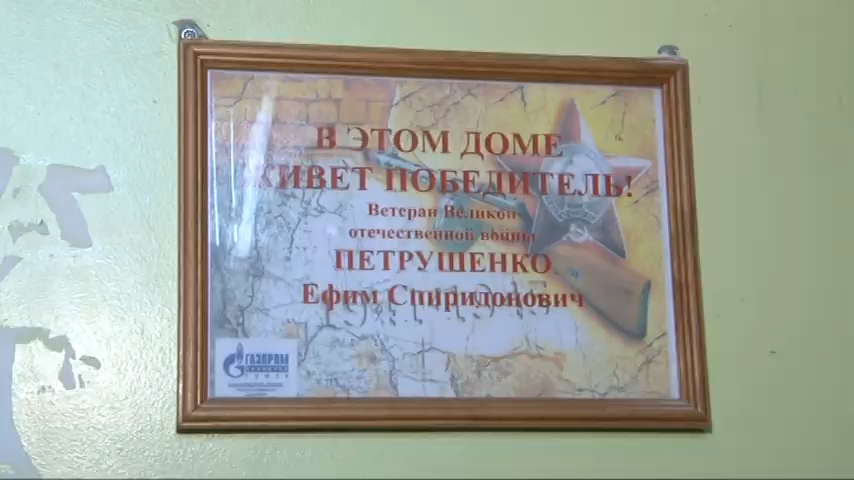 В ЭТОМ ДОМЕ
ЖИВЕТ ПОБЕДИТЕЛЬ!
Ветеран Великой
отечественной войны
ПЕТРУШЕНКО
Ефим Спиридонович
ГАЗПРОМ